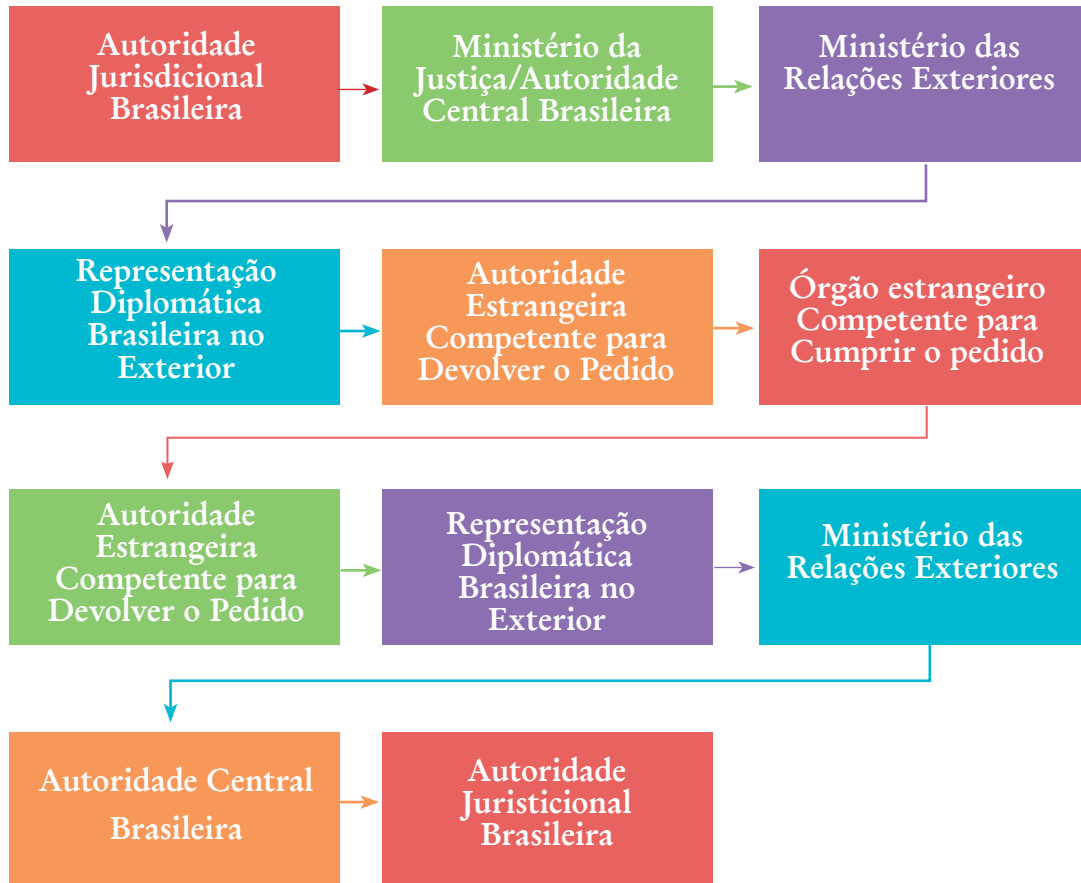 Autoridade
Jurisdicional
Brasileira
Ministério da
Justiça/Autoridade
Central Brasileira
Ministério das
Relações Exteriores
Representação
Diplomática
Brasileira no
Exterior
Autoridade
Estrangeira
Competente para
Devolver o Pedido
Órgão estrangeiro
Competente para
Cumprir o pedido
Autoridade
Estrangeira
Competente para
Devolver o Pedido
Representação
Diplomática
Brasileira no
Exterior
Ministério das
Relações Exteriores
Autoridade Central
Brasileira
Autoridade
Juristicional
Brasileira